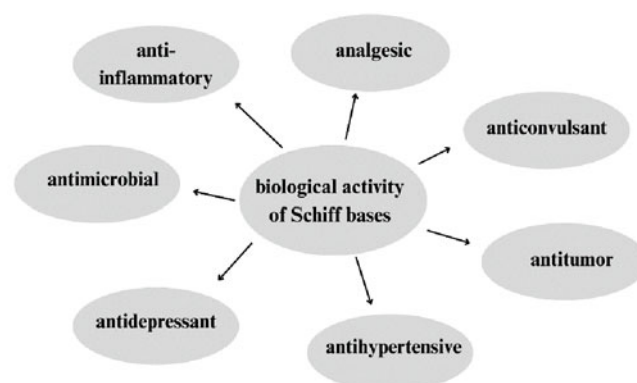 anti-
inflammatory
analgesic
anticonvulsant
antimicrobial
biological activity
of Schiff bases
antitumor
antidepressant
antihypertensive